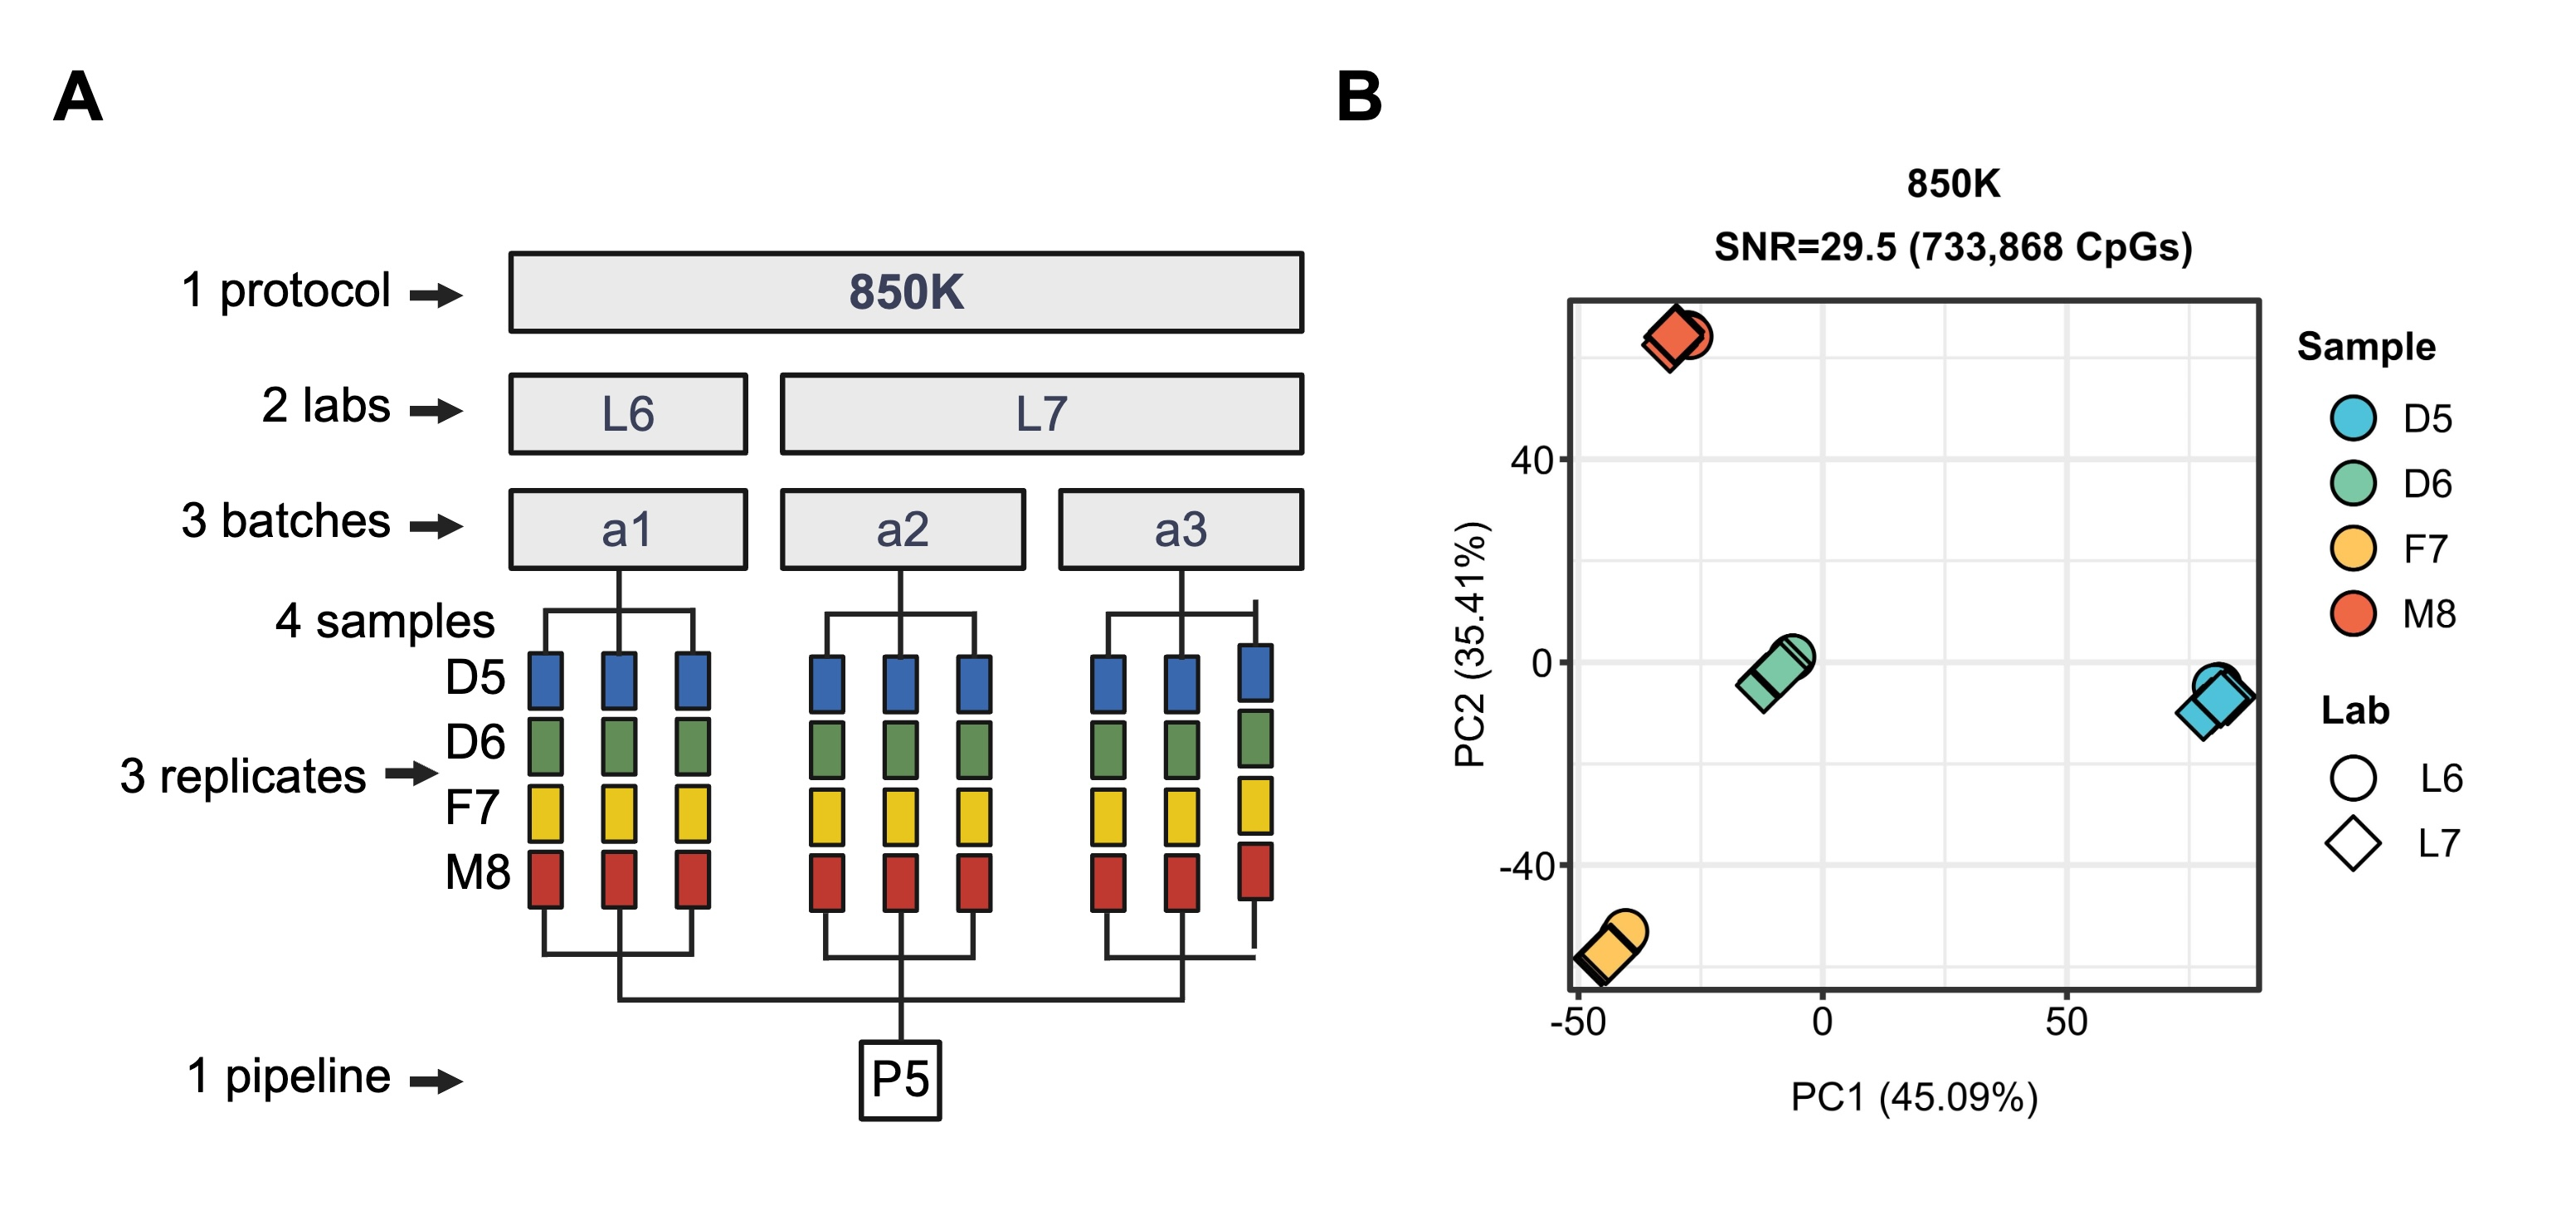 A
1 protocol
850K
2 labs
L6
L7
3 batches
a1
a2
a3
4 samples
D5
D6
3 replicates
F7
M8
1 pipeline
P5
B
850K
SNR=29.5 (733,868 CpGs)
PC2 (35.41%)
40
0
-40
-50
0
50
PC1 (45.09%)
Sample
D5
D6
F7
M8
Lab
L6
L7